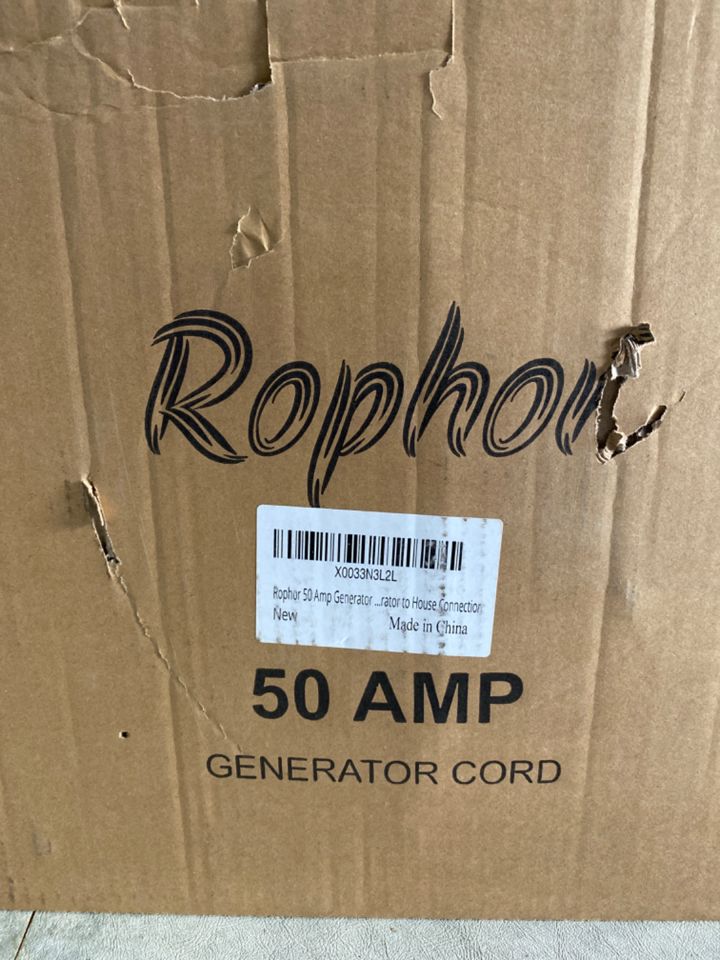 Rophor
X0033N3L2L
Rophor 50 Amp Generator ...rator to House Connection
New
Made in China
50 AMP
GENERATOR CORD